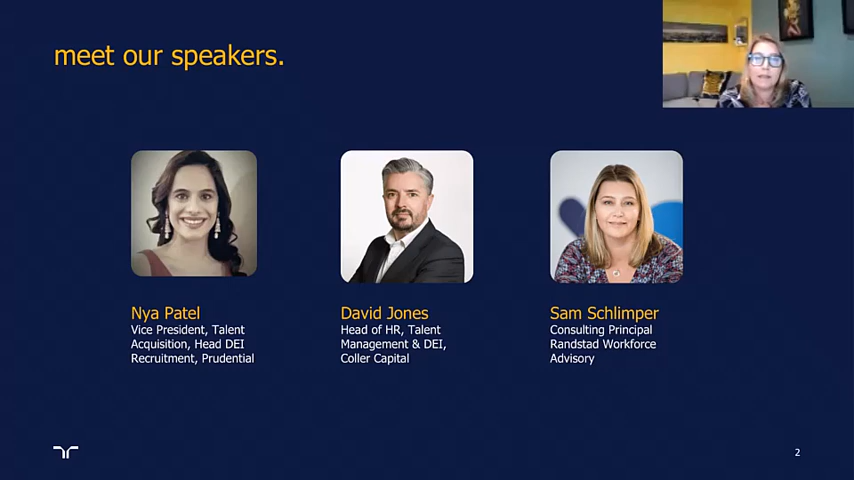 meet our speakers.
Nya Patel
Vice President, Talent
Acquisition, Head DEI
Recruitment, Prudential
David Jones
Head of HR, Talent
Management & DEI,
Coller Capital
Sam Schlimper
Consulting Principal
Randstad Workforce
Advisory
2